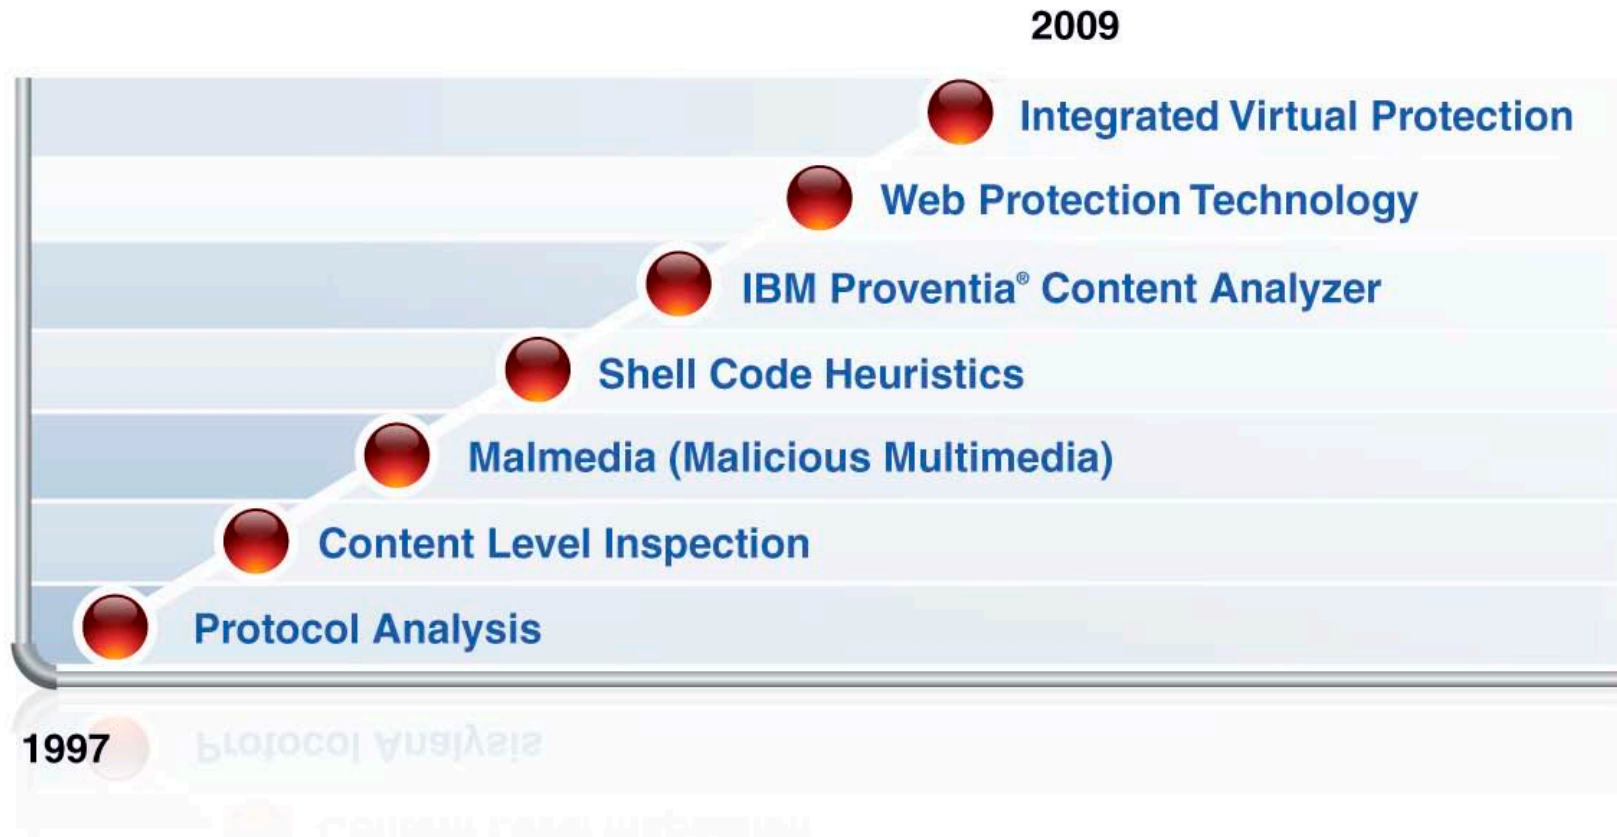 2009
Integrated Virtual Protection
Web Protection Technology
IBM Proventia® Content Analyzer
Shell Code Heuristics
Malmedia (Malicious Multimedia)
Content Level Inspection
Protocol Analysis
1997